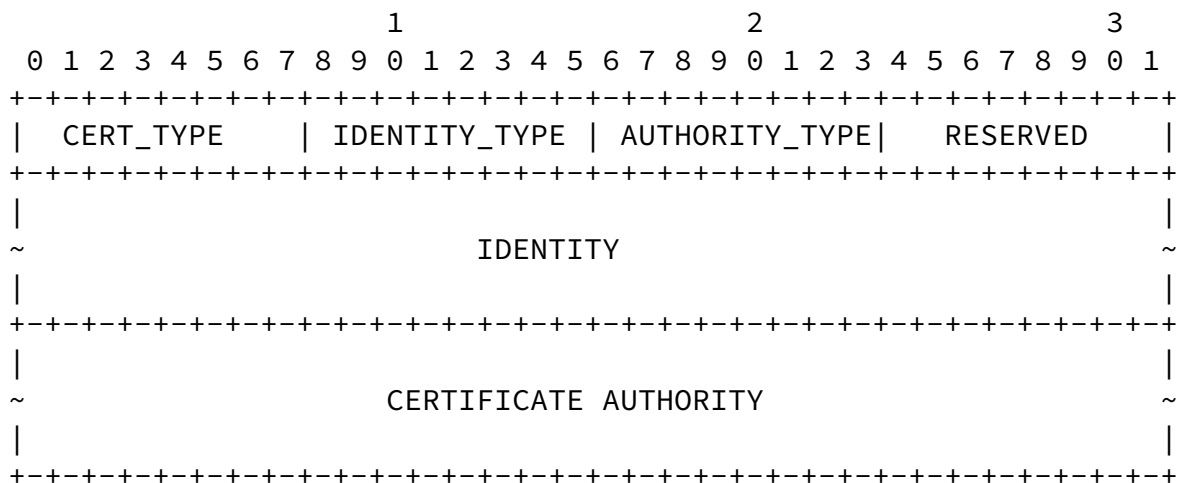 1                   2                   3
 0 1 2 3 4 5 6 7 8 9 0 1 2 3 4 5 6 7 8 9 0 1 2 3 4 5 6 7 8 9 0 1
+-+-+-+-+-+-+-+-+-+-+-+-+-+-+-+-+-+-+-+-+-+-+-+-+-+-+-+-+-+-+-+-+
|  CERT_TYPE    | IDENTITY_TYPE | AUTHORITY_TYPE|   RESERVED    |
+-+-+-+-+-+-+-+-+-+-+-+-+-+-+-+-+-+-+-+-+-+-+-+-+-+-+-+-+-+-+-+-+
|                                                               |
~                         IDENTITY                              ~
|                                                               |
+-+-+-+-+-+-+-+-+-+-+-+-+-+-+-+-+-+-+-+-+-+-+-+-+-+-+-+-+-+-+-+-+
|                                                               |
~                    CERTIFICATE AUTHORITY                      ~
|                                                               |
+-+-+-+-+-+-+-+-+-+-+-+-+-+-+-+-+-+-+-+-+-+-+-+-+-+-+-+-+-+-+-+-+